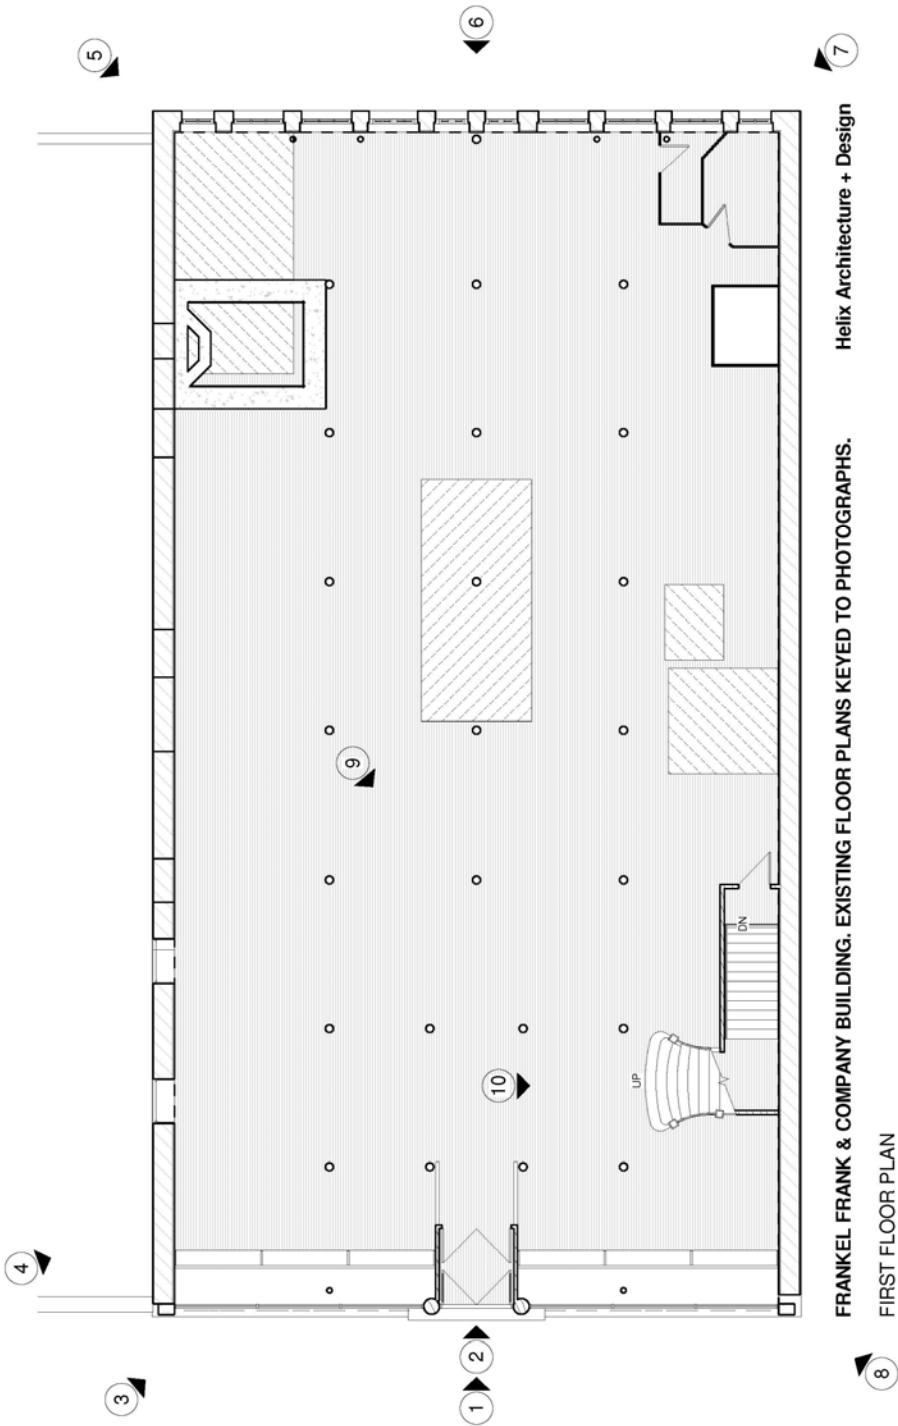 5
6
7
4
3
9
10
UP
DN
1
2
8
FRANKEL FRANK & COMPANY BUILDING. EXISTING FLOOR PLANS KEYED TO PHOTOGRAPHS.
Helix Architecture + Design
FIRST FLOOR PLAN